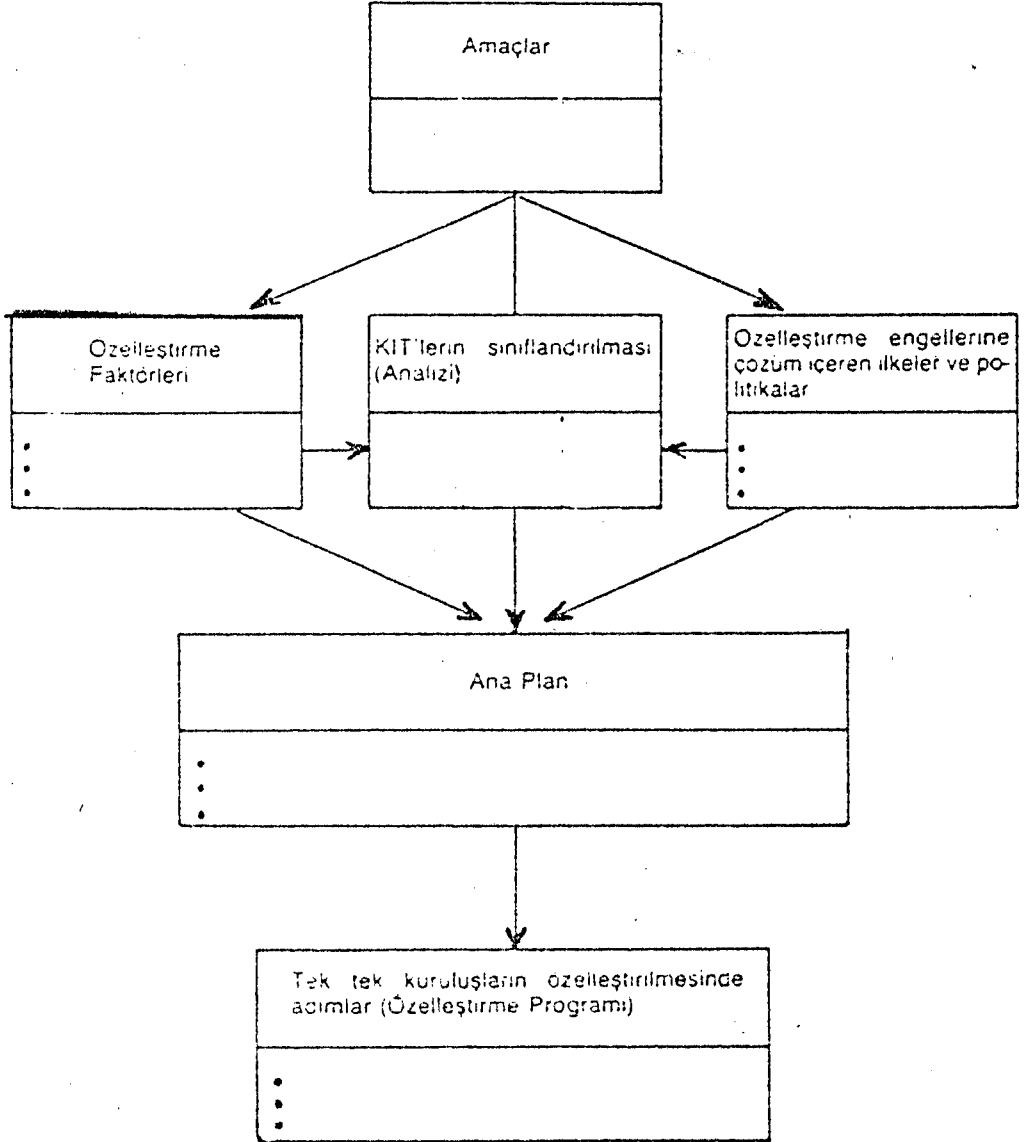 Amaçlar
Özelleştirme
Faktörleri
KİT'lerin sınıflandırılması
(Analizi)
Özelleştirme engellerine
çözüm içeren ilkeler ve po-
litikalar
Ana Plan
Tek tek kuruluşların özelleştirilmesinde
adımlar (Özelleştirme Programı)